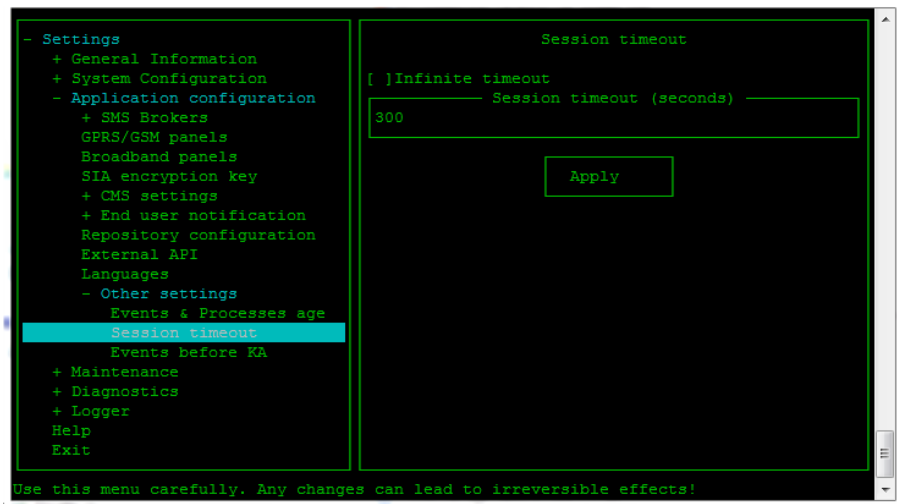 - Settings
+ General Information
+ System Configuration
- Application configuration
+ SMS Brokers
GPRS/GSM panels
Broadband panels
SIA encryption key
+ CMS settings
+ End user notification
Repository configuration
External API
Languages
- Other settings
Events & Processes age
Session timeout
Events before KA
+ Maintenance
+ Diagnostics
+ Logger
Help
Exit
Session timeout
[ ]Infinite timeout
Session timeout (seconds)
300
Apply
Use this menu carefully. Any changes can lead to irreversible effects!